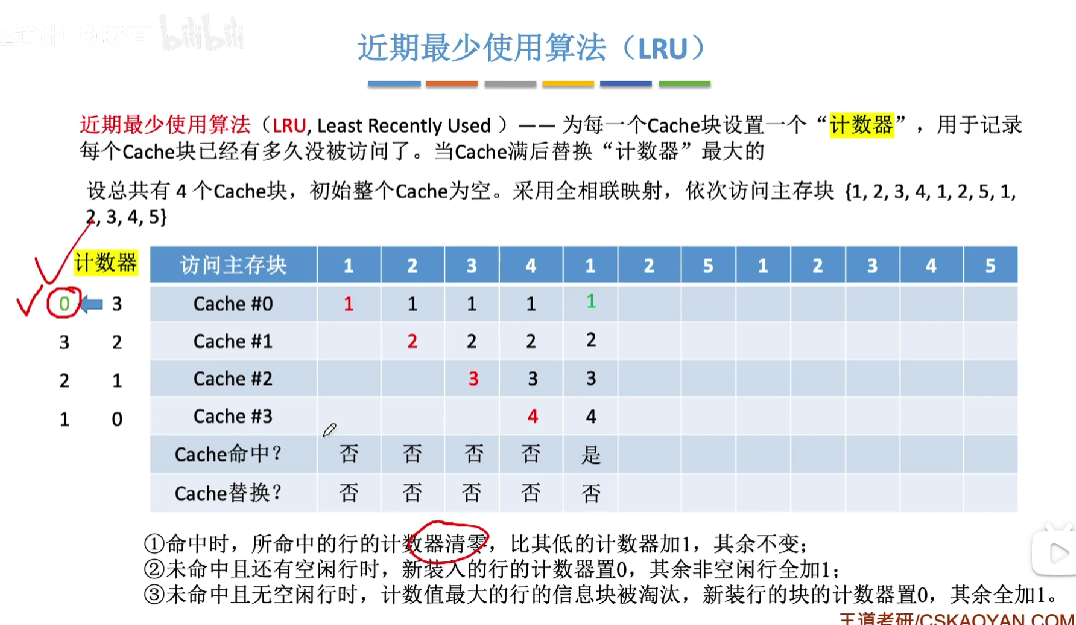 bilibili
近期最少使用算法（LRU）
近期最少使用算法（LRU, Least Recently Used ）—— 为每一个Cache块设置一个“计数器”，用于记录
每个Cache块已经有多久没被访问了。当Cache满后替换“计数器”最大的
设总共有 4 个Cache块，初始整个Cache为空。采用全相联映射，依次访问主存块 {1, 2, 3, 4, 1, 2, 5, 1,
2, 3, 4, 5}
计数器 访问主存块 1 2 3 4 1 2 5 1 2 3 4 5
0 3 Cache #0 1 1 1 1 1
3 2 Cache #1 2 2 2 2
2 1 Cache #2 3 3 3
1 0 Cache #3 4 4
Cache命中? 否 否 否 否 是
Cache替换? 否 否 否 否 否
①命中时，所命中的行的计数器清零，比其低的计数器加1，其余不变；
②未命中且还有空闲行时，新装入的行的计数器置0，其余非空闲行全加1；
③未命中且无空闲行时，计数值最大的行的信息块被淘汰，新装行的块的计数器置0，其余全加1。
王道考研/CSKAOYAN.COM